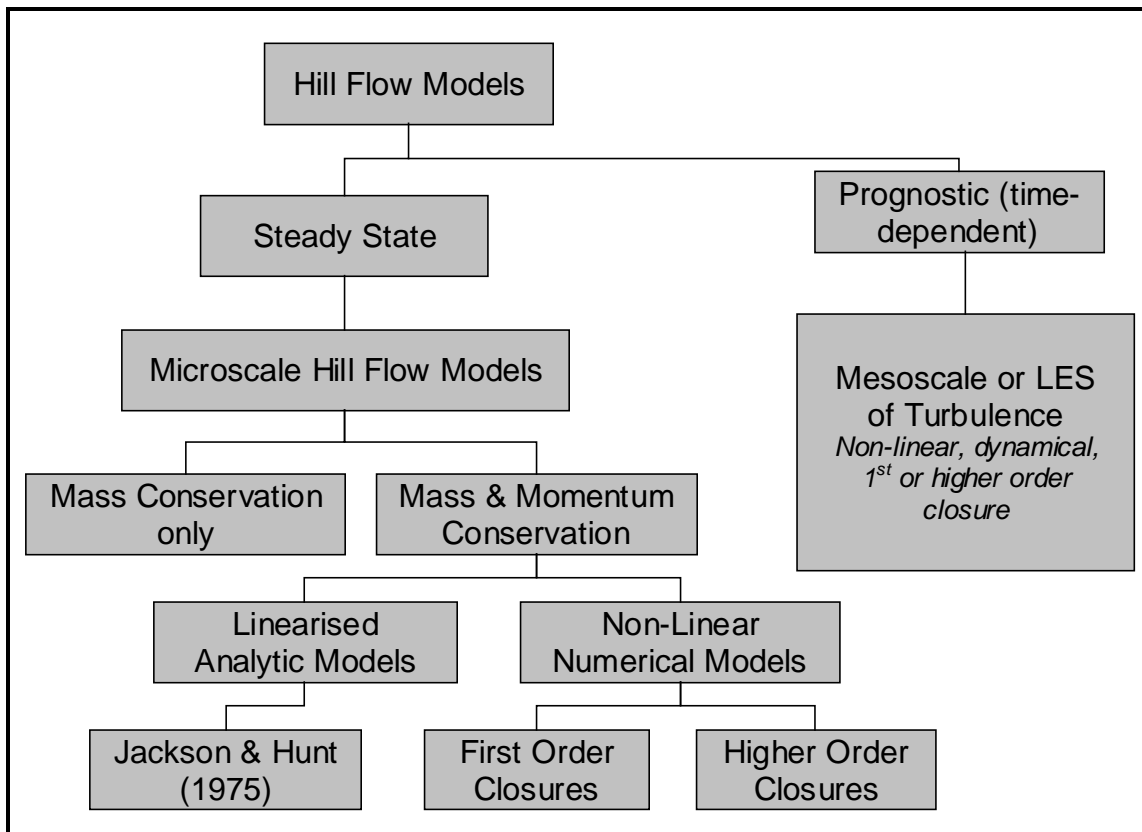 Hill Flow Models
Steady State
Prognostic (time-
dependent)
Microscale Hill Flow Models
Mesoscale or LES
of Turbulence
Non-linear, dynamical,
1st or higher order
closure
Mass Conservation
only
Mass & Momentum
Conservation
Linearised
Analytic Models
Non-Linear
Numerical Models
Jackson & Hunt
(1975)
First Order
Closures
Higher Order
Closures